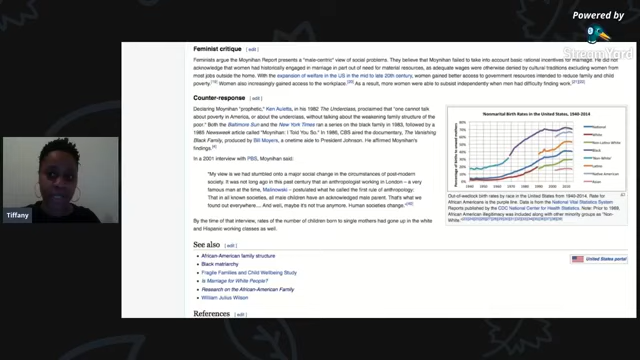 Powered by
StreamYard
Feminist critique [edit]
Feminists argue the Moynihan Report presents a "male-centric" view of social problems. They believe that Moynihan failed to take into account basic rational incentives for marriage. He did not
acknowledge that women had historically engaged in marriage in part out of need for material resources, as adequate wages were otherwise denied by cultural traditions excluding women from
most jobs outside the home. With the expansion of welfare in the US in the mid to late 20th century, women gained better access to government resources intended to reduce family and child
poverty. Women also increasingly gained access to the workplace. As a result, more women were able to subsist independently when men had difficulty finding work.
Counter-response [edit]
Declaring Moynihan "prophetic," Ken Auletta, in his 1982 The Underclass, proclaimed that "one cannot talk
about poverty in America, or about the underclass, without talking about the weakening family structure of the
poor." Both the Baltimore Sun and the New York Times ran a series on the black family in 1983, followed by a
1985 Newsweek article called "Moynihan: I Told You So." In 1986, CBS aired the documentary, The Vanishing
Black Family, produced by Bill Moyers, a onetime aide to President Johnson. He affirmed Moynihan's
findings.
In a 2001 interview with PBS, Moynihan said:
"My view is we had stumbled onto a major social change in the circumstances of post-modern
society. It was not long ago in this past century that an anthropologist working in London – a very
famous man at the time, Malinowski – postulated what he called the first rule of anthropology:
That in all known societies, all male children have an acknowledged male parent. That's what we
found out everywhere.... And well, maybe it's not true anymore. Human societies change."
By the time of that interview, rates of the number of children born to single mothers had gone up in the white
and Hispanic working classes as well.
Nonmarital Birth Rates in the United States, 1940-2014
Out-of-wedlock birth rates by race in the United States from 1940-2014. Rate for
African Americans is the purple line. Data is from the National Vital Statistics System
Reports published by the CDC National Center for Health Statistics. Note: Prior to 1969,
African American illegitimacy was included along with other minority groups as "Non-
White."
See also [edit]
African-American family structure
Black matriarchy
Fragile Families and Child Wellbeing Study
Is Marriage for White People?
Research on the African-American Family
William Julius Wilson
United States portal
References [edit]
Tiffany